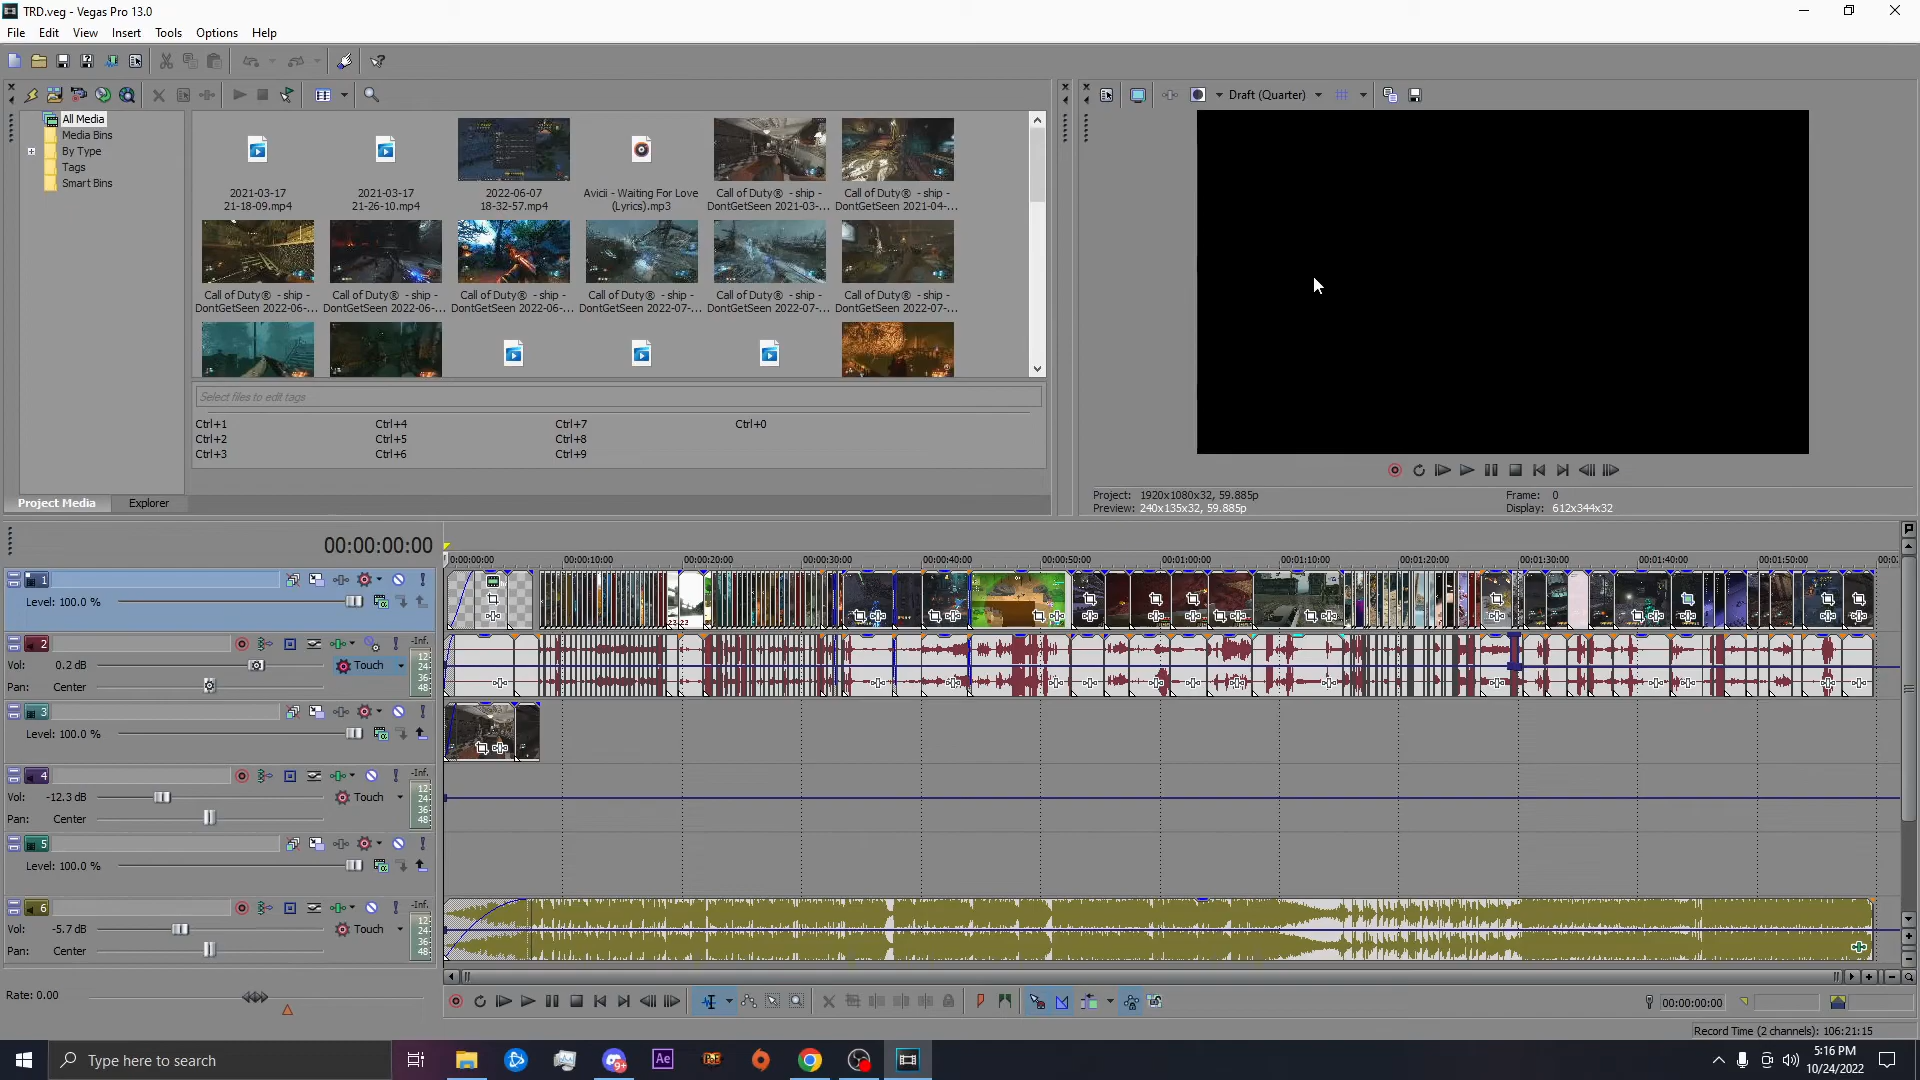 TRD.veg - Vegas Pro 13.0
File Edit View Insert Tools Options Help
Draft (Quarter)
All Media
Media Bins
By Type
Tags
Smart Bins
2021-03-17
21-18-09.mp4
2021-03-17
21-26-10.mp4
2022-06-07
18-32-57.mp4
Avicii - Waiting For Love
(Lyrics).mp3
Call of Duty® - ship -
DontGetSeen 2021-03-...
Call of Duty® - ship -
DontGetSeen 2021-04-...
Call of Duty® - ship -
DontGetSeen 2022-06-...
Call of Duty® - ship -
DontGetSeen 2022-06-...
Call of Duty® - ship -
DontGetSeen 2022-06-...
Call of Duty® - ship -
DontGetSeen 2022-07-...
Call of Duty® - ship -
DontGetSeen 2022-07-...
Call of Duty® - ship -
DontGetSeen 2022-07-...
Select files to edit tags
Ctrl+1 Ctrl+4 Ctrl+7 Ctrl+0
Ctrl+2 Ctrl+5 Ctrl+8
Ctrl+3 Ctrl+6 Ctrl+9
Project Media Explorer
Project: 1920x1080x32, 59.885p
Preview: 240x135x32, 59.885p
Frame: 0
Display: 612x344x32
00:00:00:00
0:00:00:00 00:00:10:00 00:00:20:00 00:00:30:00 00:00:40:00 00:00:50:00 00:01:00:00 00:01:10:00 00:01:20:00 00:01:30:00 00:01:40:00 00:01:50:00 00:0
1
Level: 100.0 %
2 -Inf.
Vol: 0.2 dB Touch
Pan: Center
12
24
36
48
3
Level: 100.0 %
4 -Inf.
Vol: -12.3 dB Touch
Pan: Center
12
24
36
48
5
Level: 100.0 %
6 -Inf.
Vol: -5.7 dB Touch
Pan: Center
12
24
36
48
Rate: 0.00
00:00:00:00
Record Time (2 channels): 106:21:15
Type here to search
9+
Ae
5:16 PM
10/24/2022